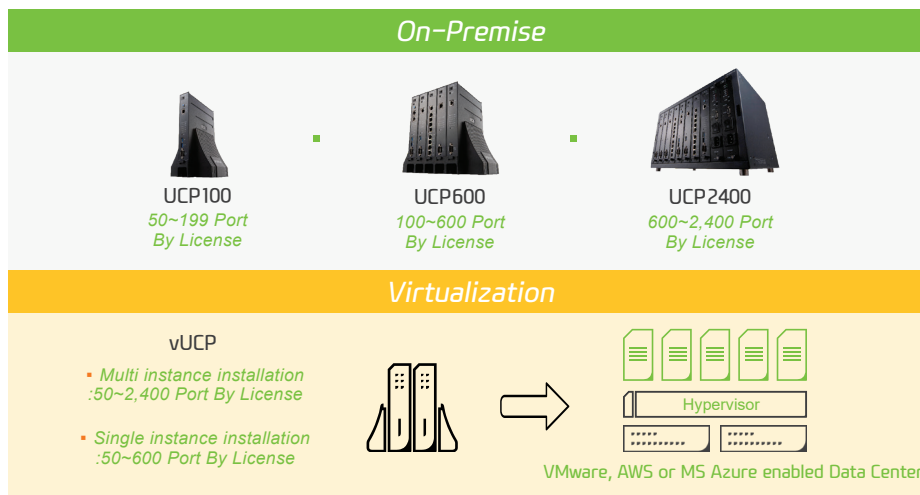 On-Premise
UCP100
50~199 Port
By License
UCP600
100~600 Port
By License
UCP2400
600~2,400 Port
By License
Virtualization
vUCP
▪ Multi instance installation
:50~2,400 Port By License
▪ Single instance installation
:50~600 Port By License
Hypervisor
VMware, AWS or MS Azure enabled Data Center